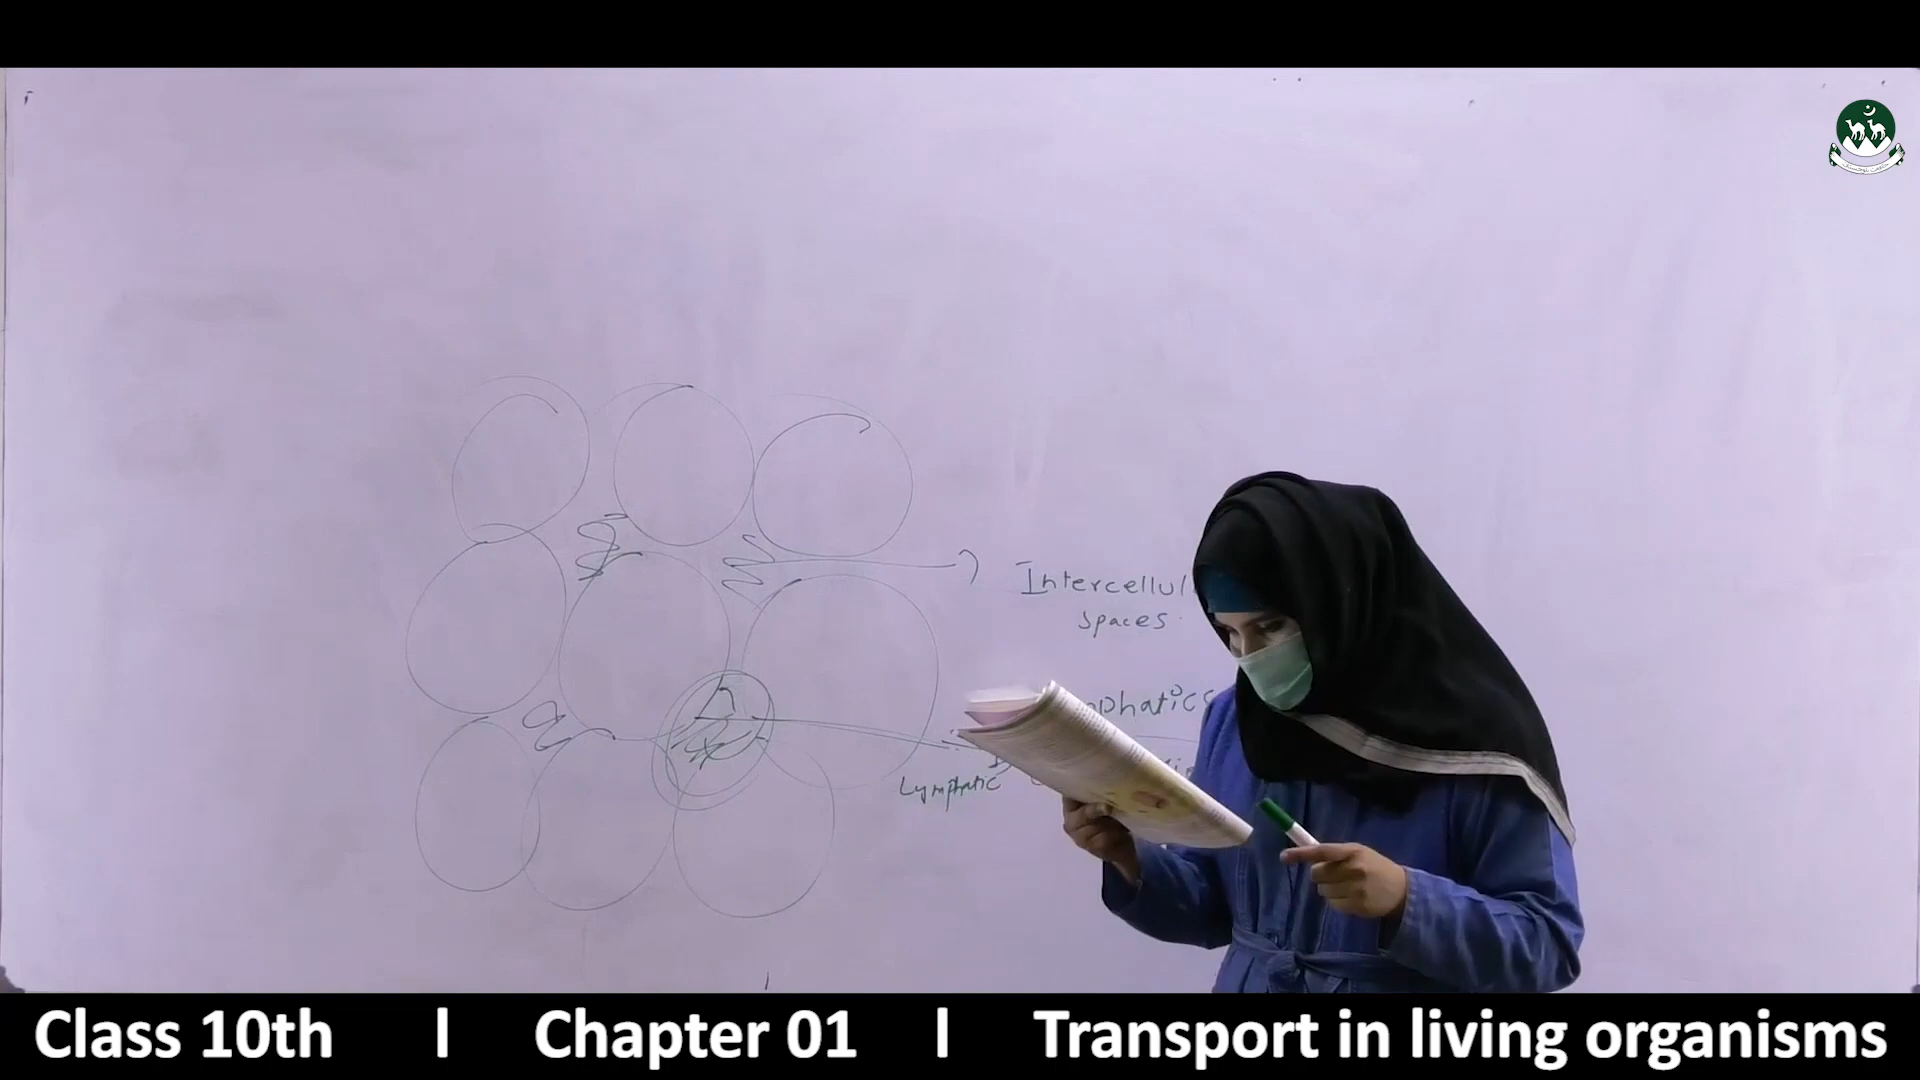 Intercellul
spaces.
phatics
Lymphatic
Class 10th l Chapter 01 l Transport in living organisms